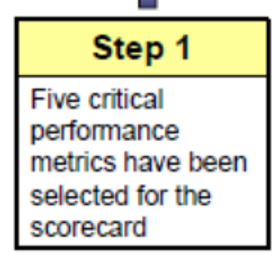 Step 1
Five critical
performance
metrics have been
selected for the
scorecard